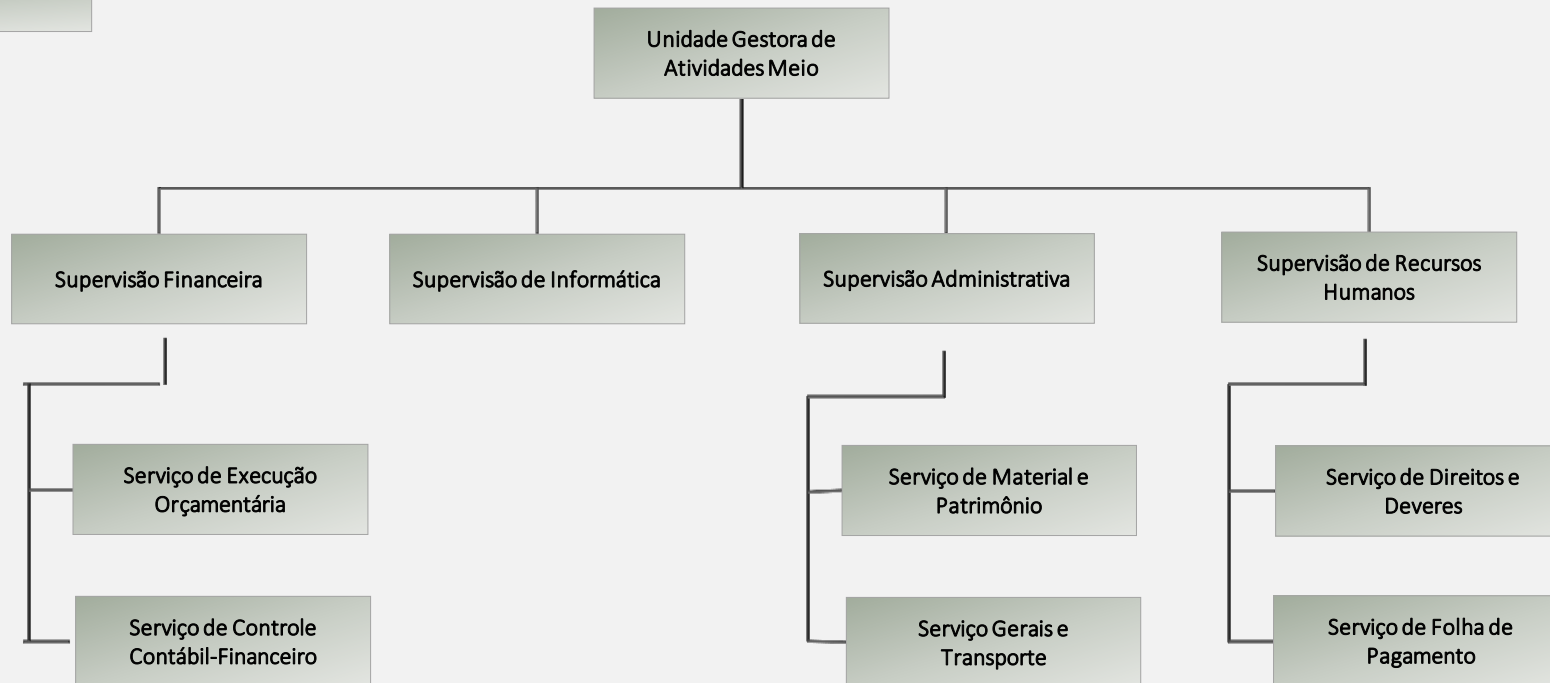 Unidade Gestora de
Atividades Meio
Supervisão Financeira
Supervisão de Informática
Supervisão Administrativa
Supervisão de Recursos
Humanos
Serviço de Execução
Orçamentária
Serviço de Material e
Patrimônio
Serviço de Direitos e
Deveres
Serviço de Controle
Contábil-Financeiro
Serviço Gerais e
Transporte
Serviço de Folha de
Pagamento